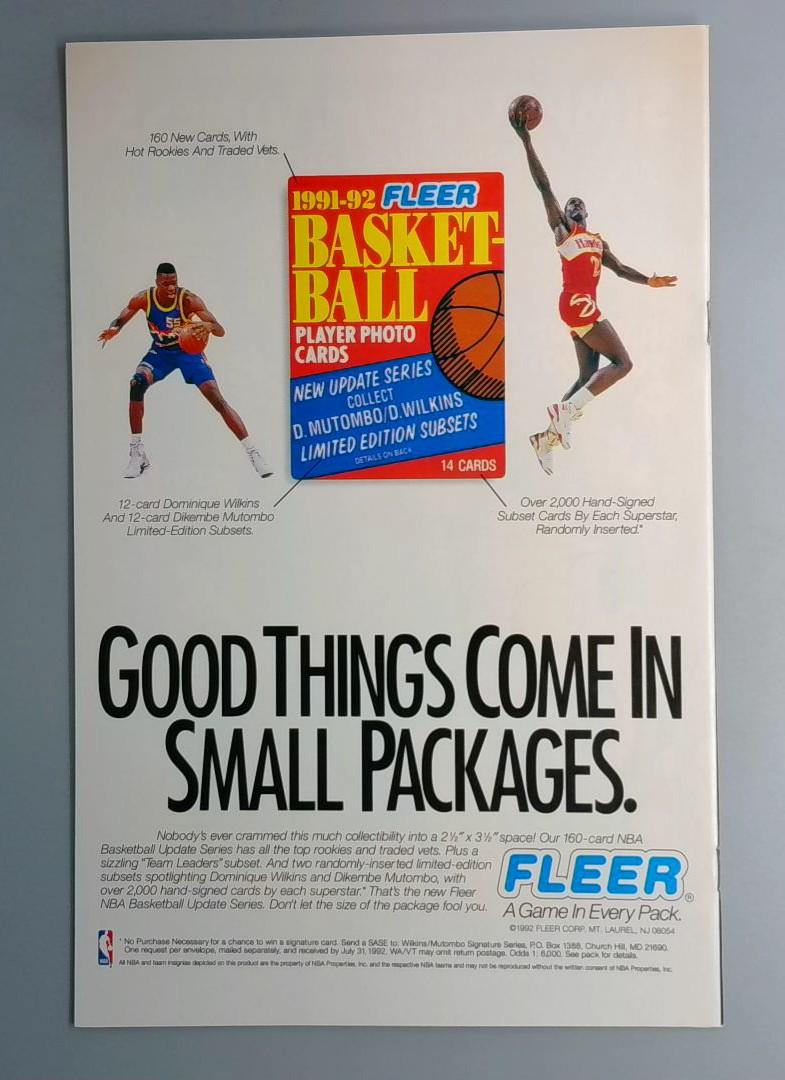 160 New Cards, With
Hot Rookies And Traded Vets.
1991-92 FLEER
BASKET-
BALL
PLAYER PHOTO
CARDS
NEW UPDATE SERIES
COLLECT
D. MUTOMBO/D. WILKINS
LIMITED EDITION SUBSETS
DETAILS ON BACK
14 CARDS
55
Hawks
2
12-card Dominique Wilkins
And 12-card Dikembe Mutombo
Limited-Edition Subsets.
Over 2,000 Hand-Signed
Subset Cards By Each Superstar,
Randomly Inserted.*
GOOD THINGS COME IN
SMALL PACKAGES.
Nobody's ever crammed this much collectibility into a 2½" x 3½" space! Our 160-card NBA
Basketball Update Series has all the top rookies and traded vets. Plus a
sizzling "Team Leaders" subset. And two randomly-inserted limited-edition
subsets spotlighting Dominique Wilkins and Dikembe Mutombo, with
over 2,000 hand-signed cards by each superstar.* That's the new Fleer
NBA Basketball Update Series. Don't let the size of the package fool you.
FLEER®
A Game In Every Pack.
©1992 FLEER CORP. MT. LAUREL, NJ 08054
NBA
* No Purchase Necessary for a chance to win a signature card. Send a SASE to: Wilkins/Mutombo Signature Series, P.O. Box 1388, Church Hill, MD 21690.
One request per envelope, mailed separately, and received by July 31, 1992. WA/VT may omit return postage. Odds 1: 6,000. See pack for details.
All NBA and team insignias depicted on this product are the property of NBA Properties, Inc. and the respective NBA teams and may not be reproduced without the written consent of NBA Properties, Inc.